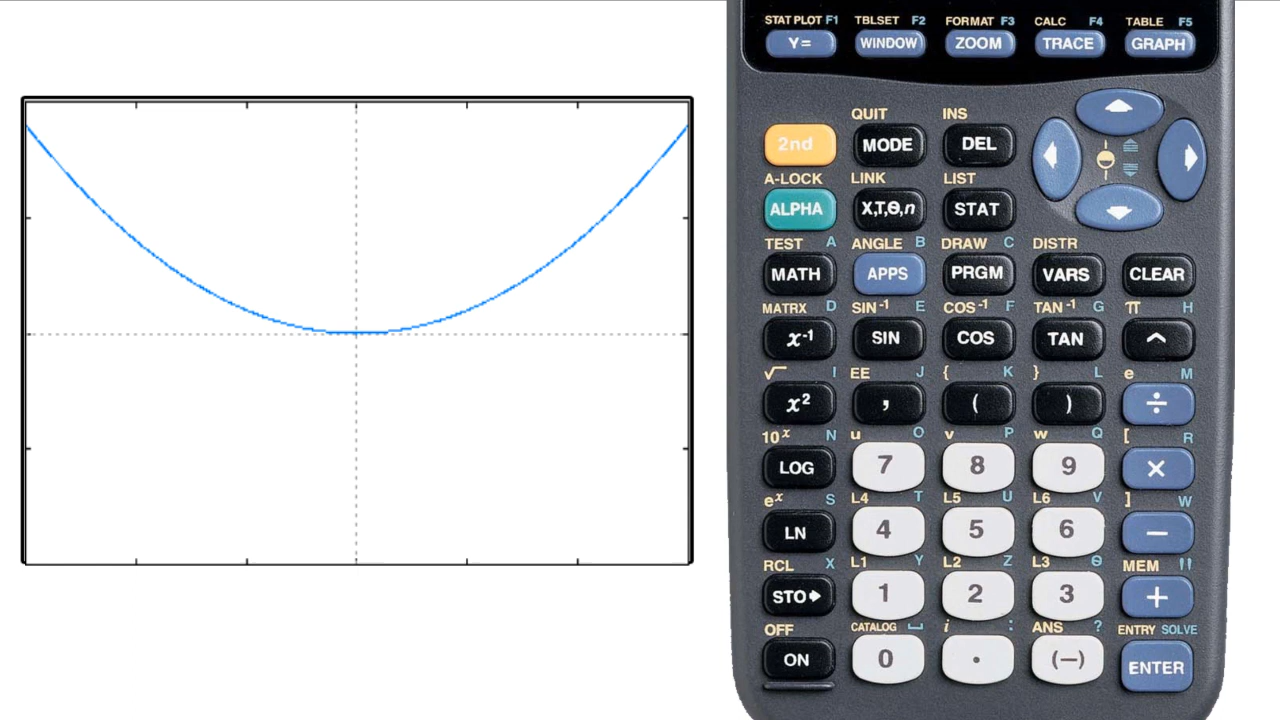 STAT PLOT F1 TBLSET F2 FORMAT F3 CALC F4 TABLE F5
Y= WINDOW ZOOM TRACE GRAPH
QUIT INS
2nd MODE DEL
A-LOCK LINK LIST
ALPHA X,T,Θ,n STAT
TEST A ANGLE B DRAW C DISTR
MATH APPS PRGM VARS CLEAR
MATRX D SIN⁻¹ E COS⁻¹ F TAN⁻¹ G π H
x⁻¹ SIN COS TAN ^
√ I EE J { K } L e M
x² , ( ) ÷
10ˣ N u O v P w Q [ R
LOG 7 8 9 ×
eˣ S L4 T L5 U L6 V ] W
LN 4 5 6 −
RCL X L1 Y L2 Z L3 Θ MEM "
STO▸ 1 2 3 +
OFF CATALOG ⎵ i : ANS ? ENTRY SOLVE
ON 0 . (−) ENTER